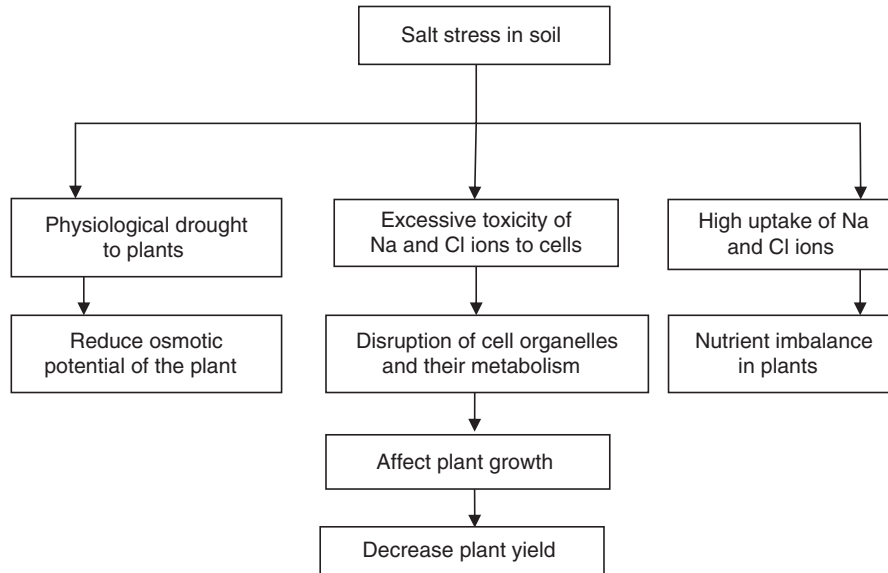 Salt stress in soil
Physiological drought
to plants
Excessive toxicity of
Na and Cl ions to cells
High uptake of Na
and Cl ions
Reduce osmotic
potential of the plant
Disruption of cell organelles
and their metabolism
Nutrient imbalance
in plants
Affect plant growth
Decrease plant yield